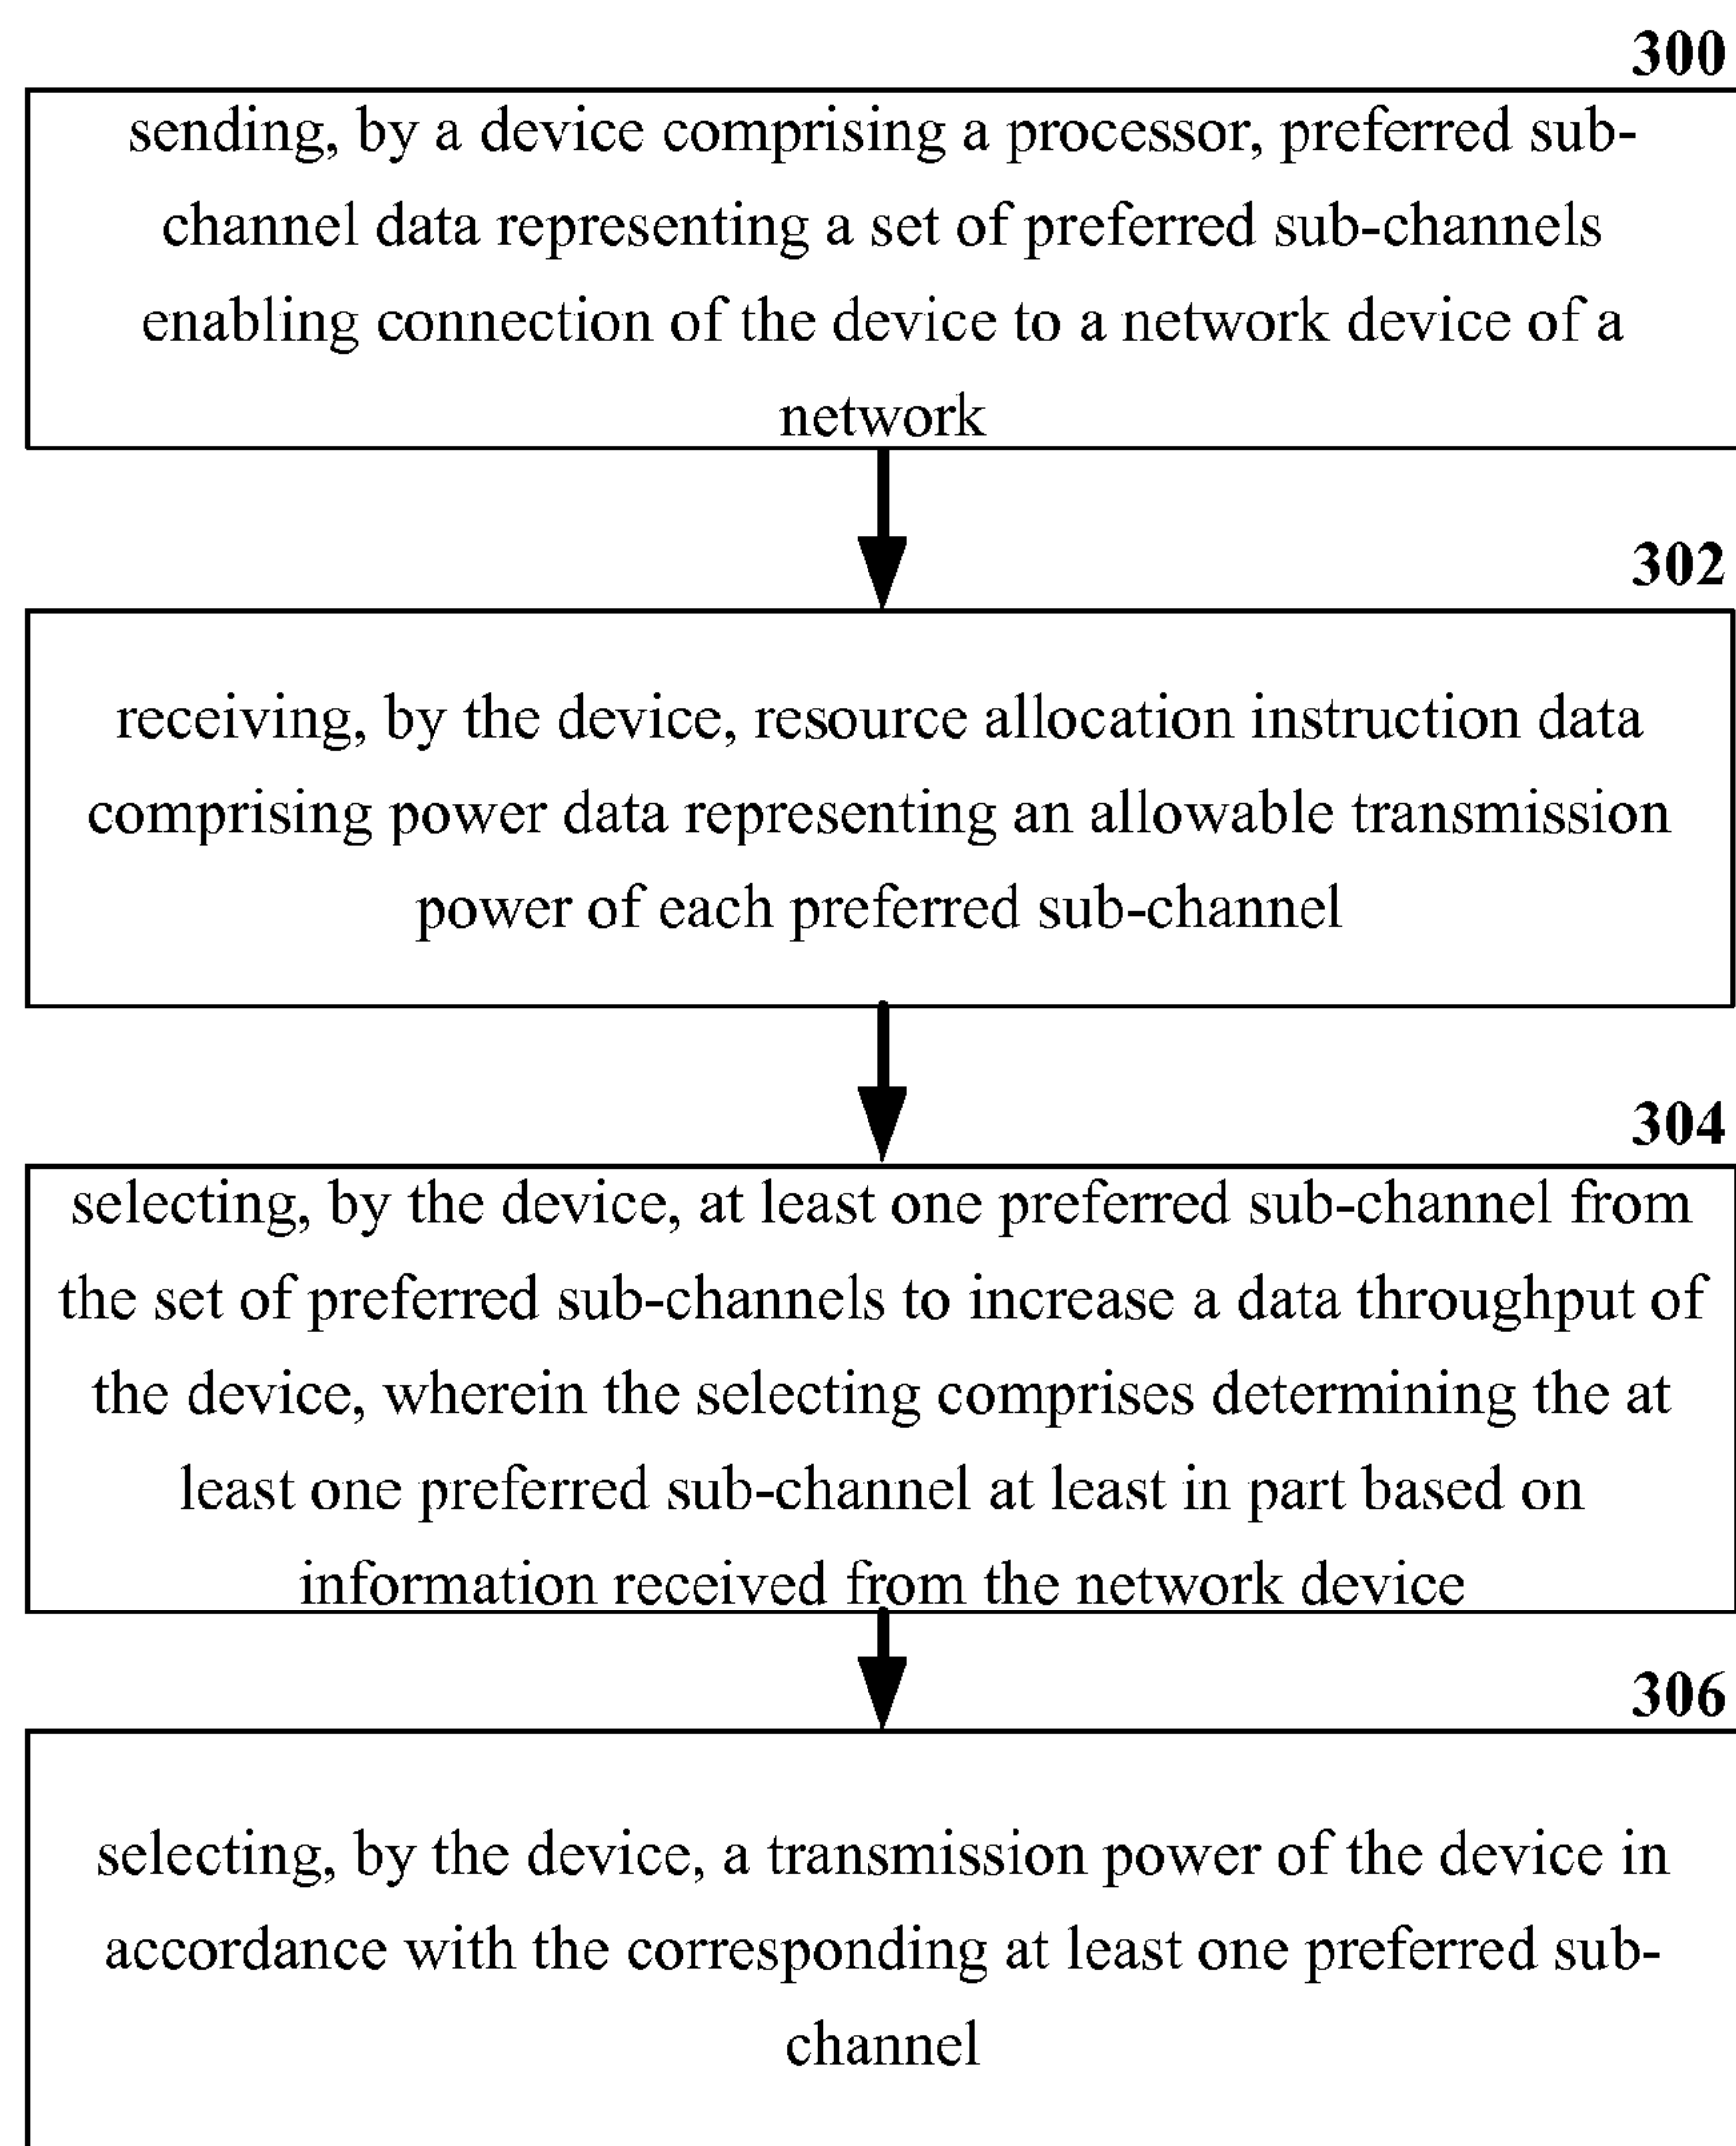 300
sending, by a device comprising a processor, preferred sub-
channel data representing a set of preferred sub-channels
enabling connection of the device to a network device of a
network
302
receiving, by the device, resource allocation instruction data
comprising power data representing an allowable transmission
power of each preferred sub-channel
304
selecting, by the device, at least one preferred sub-channel from
the set of preferred sub-channels to increase a data throughput of
the device, wherein the selecting comprises determining the at
least one preferred sub-channel at least in part based on
information received from the network device
306
selecting, by the device, a transmission power of the device in
accordance with the corresponding at least one preferred sub-
channel